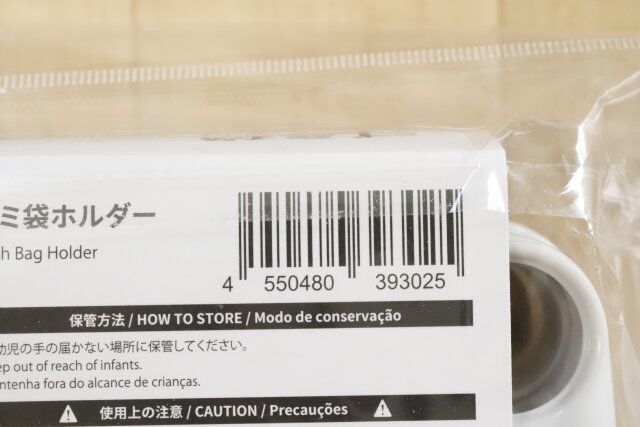 ミ袋ホルダー
h Bag Holder
4 550480 393025
保管方法 / HOW TO STORE / Modo de conservação
幼児の手の届かない場所に保管してください。
ep out of reach of infants.
ntenha fora do alcance de crianças.
使用上の注意 / CAUTION / Precauções